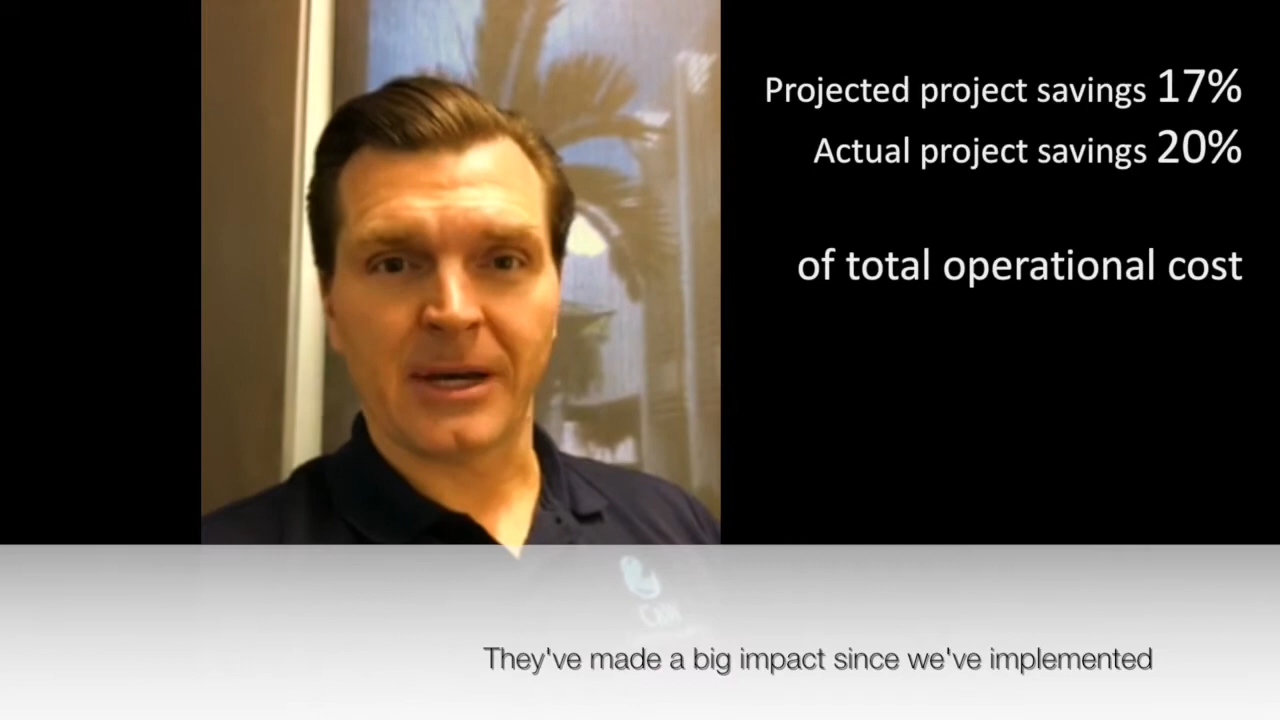 Projected project savings 17%
Actual project savings 20%
of total operational cost
They've made a big impact since we've implemented